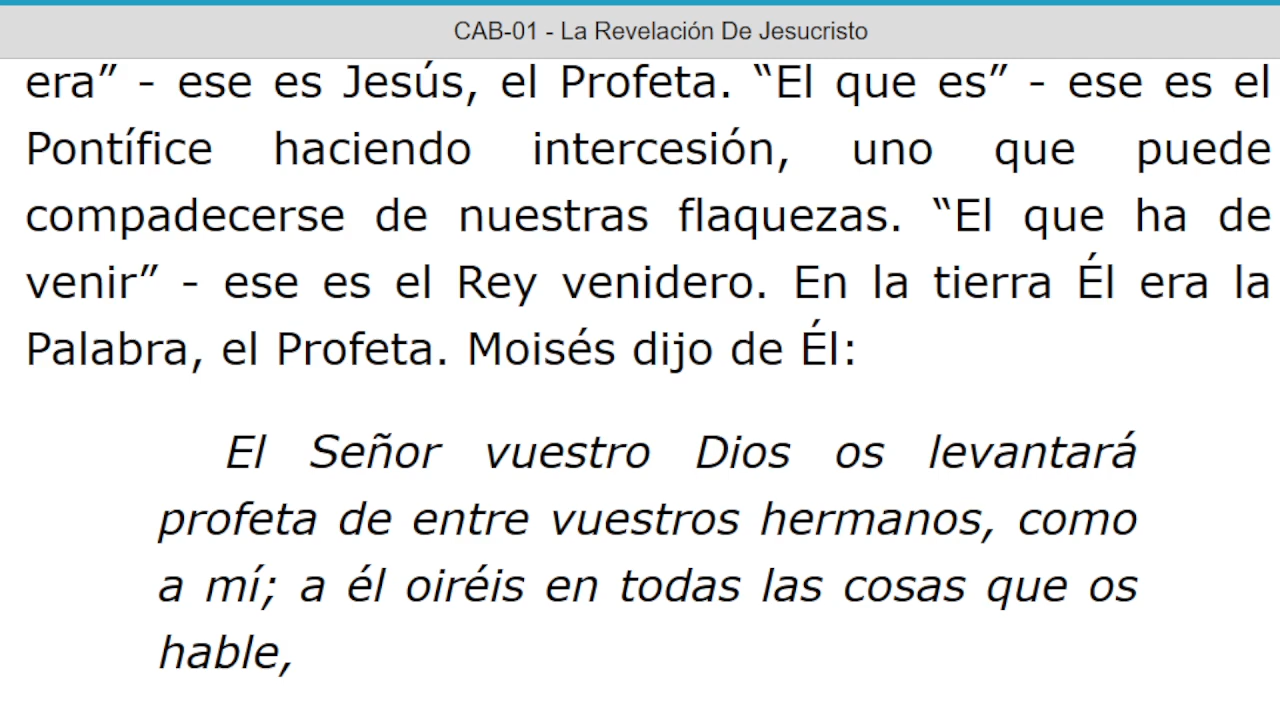 CAB-01 - La Revelación De Jesucristo
era” - ese es Jesús, el Profeta. “El que es” - ese es el
Pontífice haciendo intercesión, uno que puede
compadecerse de nuestras flaquezas. “El que ha de
venir” - ese es el Rey venidero. En la tierra Él era la
Palabra, el Profeta. Moisés dijo de Él:
El Señor vuestro Dios os levantará
profeta de entre vuestros hermanos, como
a mí; a él oiréis en todas las cosas que os
hable,